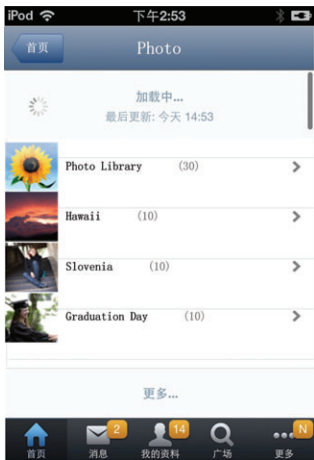 iPod 下午2:53
首页 Photo
加载中...
最后更新: 今天 14:53
Photo Library (30)
Hawaii (10)
Slovenia (10)
Graduation Day (10)
更多...
2 14 N
首页 消息 我的资料 广场 更多